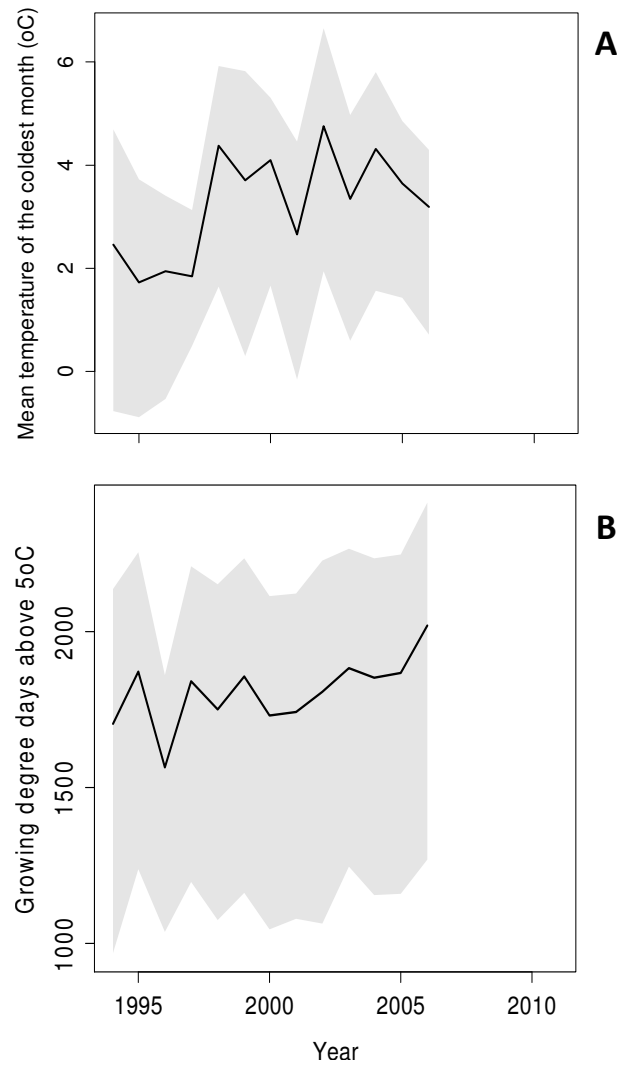 A
Mean temperature of the coldest month (oC)
6
4
2
0
B
Growing degree days above 5oC
2000
1500
1000
1995 2000 2005 2010
Year